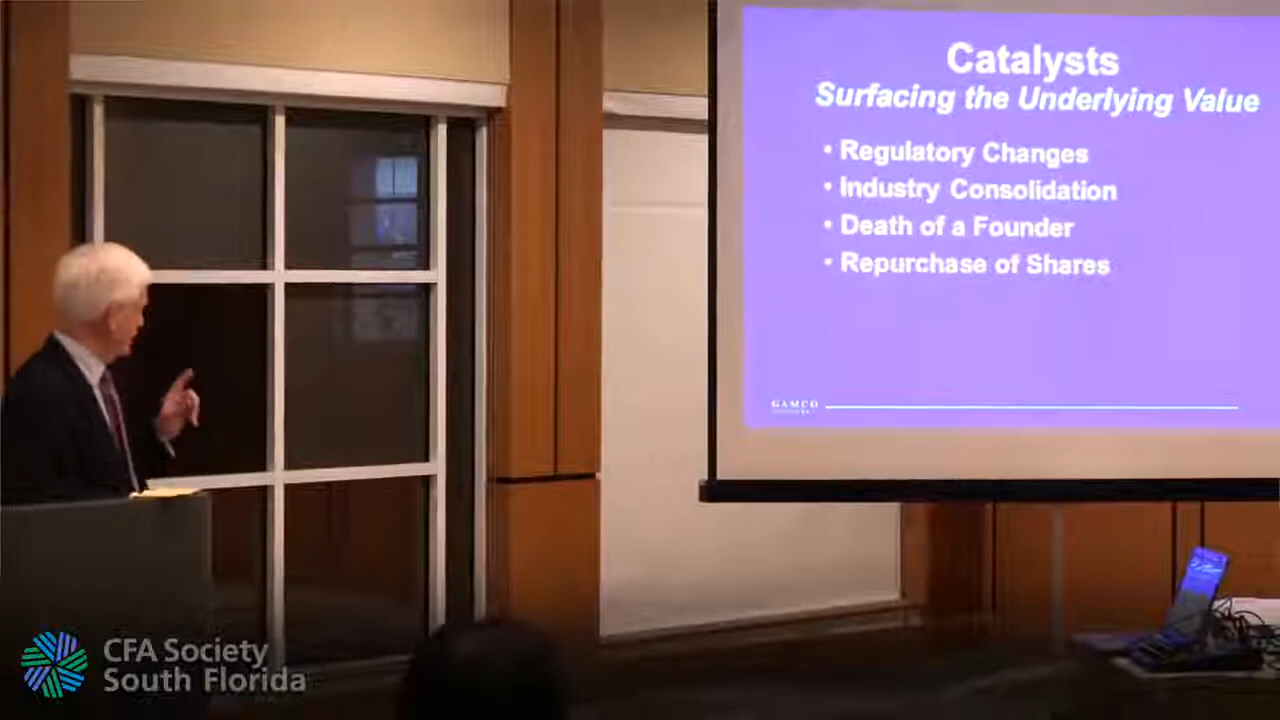 Catalysts
Surfacing the Underlying Value
• Regulatory Changes
• Industry Consolidation
• Death of a Founder
• Repurchase of Shares
GAMCO
CFA Society
South Florida